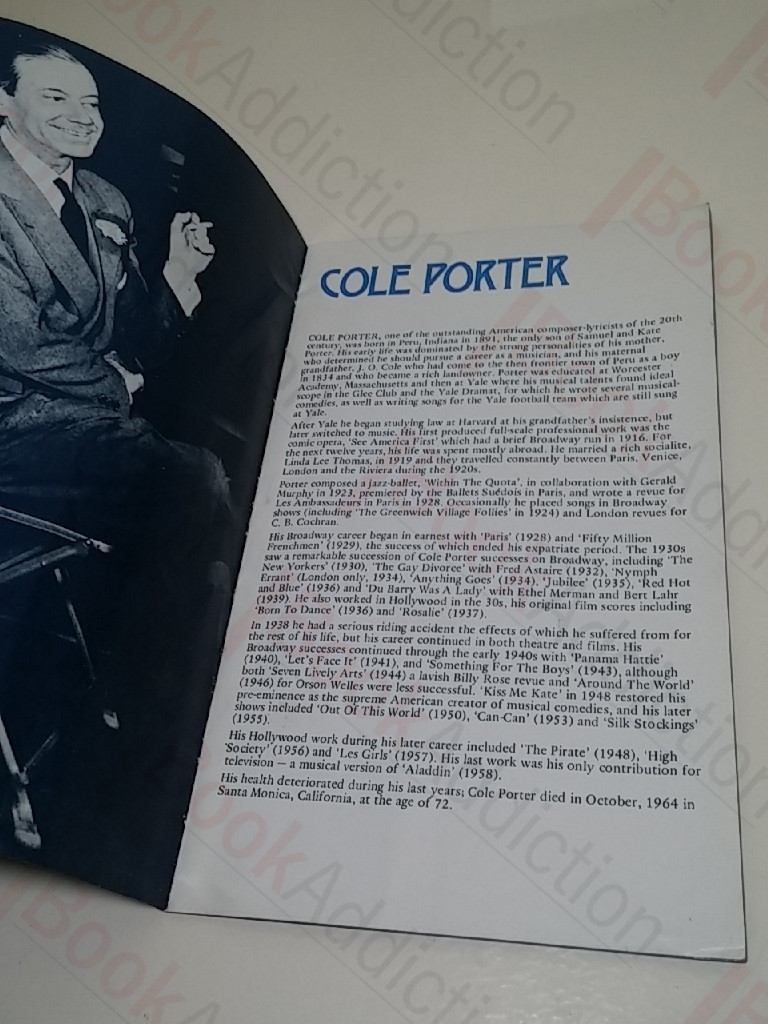 COLE PORTER
COLE PORTER, one of the outstanding American composer-lyricists of the 20th
century, was born in Peru, Indiana in 1891, the only son of Samuel and Kate
Porter. His early life was dominated by the strong personalities of his mother,
who determined he should pursue a career as a musician, and his maternal
grandfather, J. O. Cole who had come to the then frontier town of Peru as a boy
in 1834 and who became a rich landowner. Porter was educated at Worcester
Academy, Massachusetts and then at Yale where his musical talents found ideal
scope in the Glee Club and the Yale Dramat, for which he wrote several musical-
comedies, as well as writing songs for the Yale football team which are still sung
at Yale.
After Yale he began studying law at Harvard at his grandfather's insistence, but
later switched to music. His first produced full-scale professional work was the
comic opera, 'See America First' which had a brief Broadway run in 1916. For
the next twelve years, his life was spent mostly abroad. He married a rich socialite,
Linda Lee Thomas, in 1919 and they travelled constantly between Paris, Venice,
London and the Riviera during the 1920s.
Porter composed a jazz-ballet, 'Within The Quota', in collaboration with Gerald
Murphy in 1923, premiered by the Ballets Suédois in Paris, and wrote a revue for
Les Ambassadeurs in Paris in 1928. Occasionally he placed songs in Broadway
shows (including 'The Greenwich Village Follies' in 1924) and London revues for
C. B. Cochran.
His Broadway career began in earnest with 'Paris' (1928) and 'Fifty Million
Frenchmen' (1929), the success of which ended his expatriate period. The 1930s
saw a remarkable succession of Cole Porter successes on Broadway, including 'The
New Yorkers' (1930), 'The Gay Divorce' with Fred Astaire (1932), 'Nymph
Errant' (London only, 1934), 'Anything Goes' (1934), 'Jubilee' (1935), 'Red Hot
and Blue' (1936) and 'Du Barry Was A Lady' with Ethel Merman and Bert Lahr
(1939). He also worked in Hollywood in the 30s, his original film scores including
'Born To Dance' (1936) and 'Rosalie' (1937).
In 1938 he had a serious riding accident the effects of which he suffered from for
the rest of his life, but his career continued in both theatre and films. His
Broadway successes continued through the early 1940s with 'Panama Hattie'
(1940), 'Let's Face It' (1941), and 'Something For The Boys' (1943), although
both 'Seven Lively Arts' (1944) a lavish Billy Rose revue and 'Around The World'
(1946) for Orson Welles were less successful. 'Kiss Me Kate' in 1948 restored his
pre-eminence as the supreme American creator of musical comedies, and his later
shows included 'Out Of This World' (1950), 'Can-Can' (1953) and 'Silk Stockings'
(1955).
His Hollywood work during his later career included 'The Pirate' (1948), 'High
Society' (1956) and 'Les Girls' (1957). His last work was his only contribution for
television – a musical version of 'Aladdin' (1958).
His health deteriorated during his last years; Cole Porter died in October, 1964 in
Santa Monica, California, at the age of 72.
BookAddiction